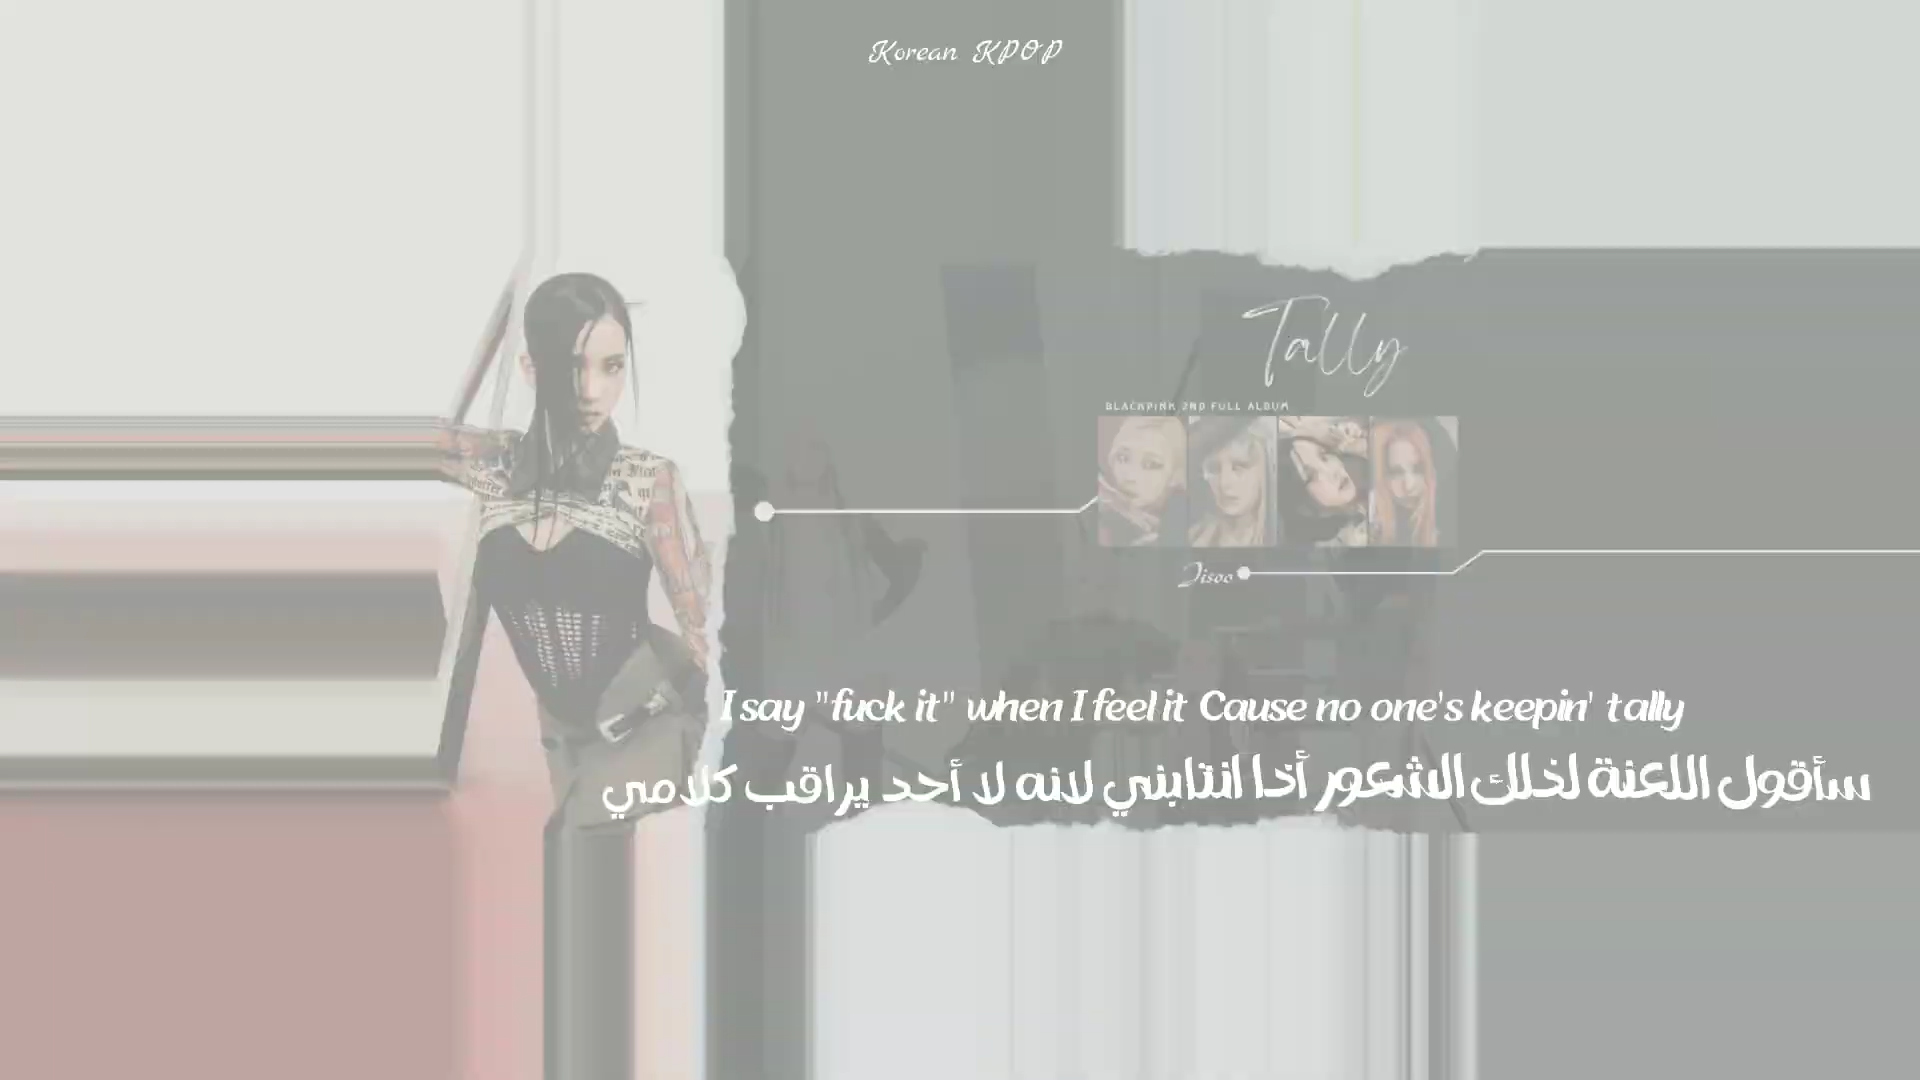 Korean KPOP
Tally
BLACKPINK 2ND FULL ALBUM
Jisoo
I say "fuck it" when I feel it Cause no one's keepin' tally
سأقول اللعنة لذلك الشعور أذا انتابني لانه لا أحد يراقب كلامي